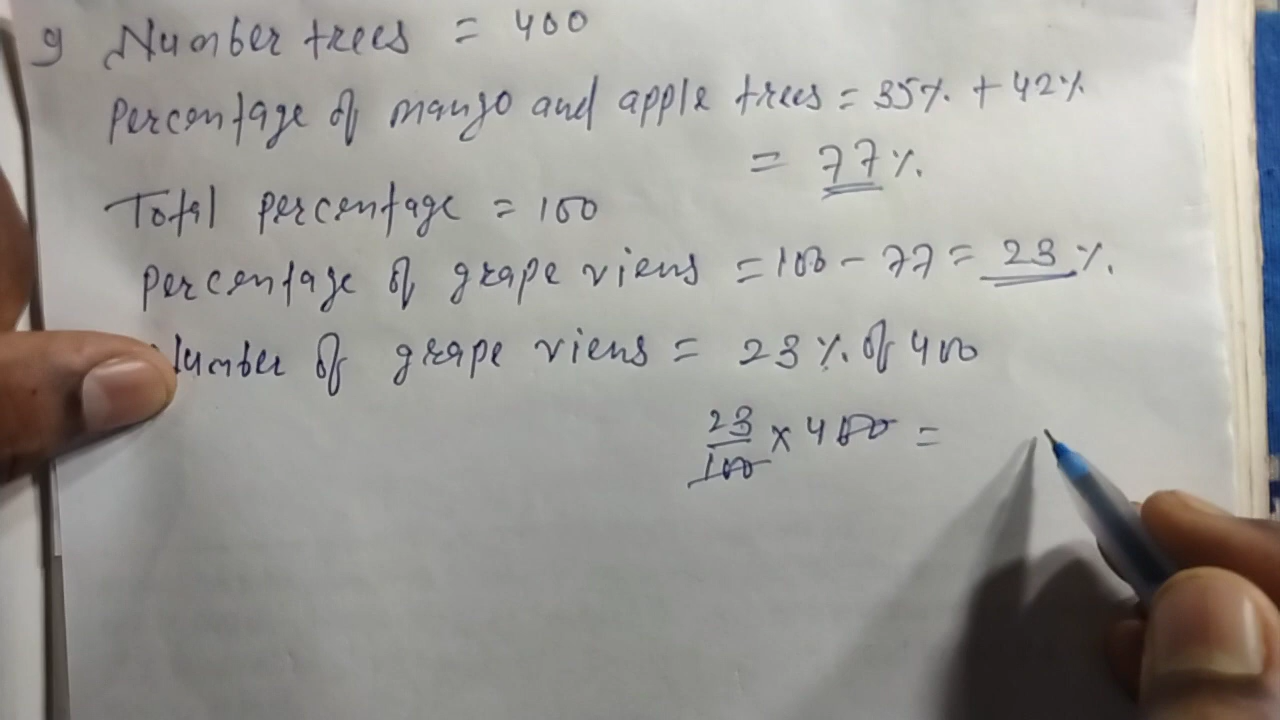 9 Number trees = 400
Percentage of mango and apple trees = 35% + 42%
= 77%.
Total percentage = 100
Percentage of grape viens = 100 - 77 = 23%.
Number of grape viens = 23% of 400
23/100 x 400 =